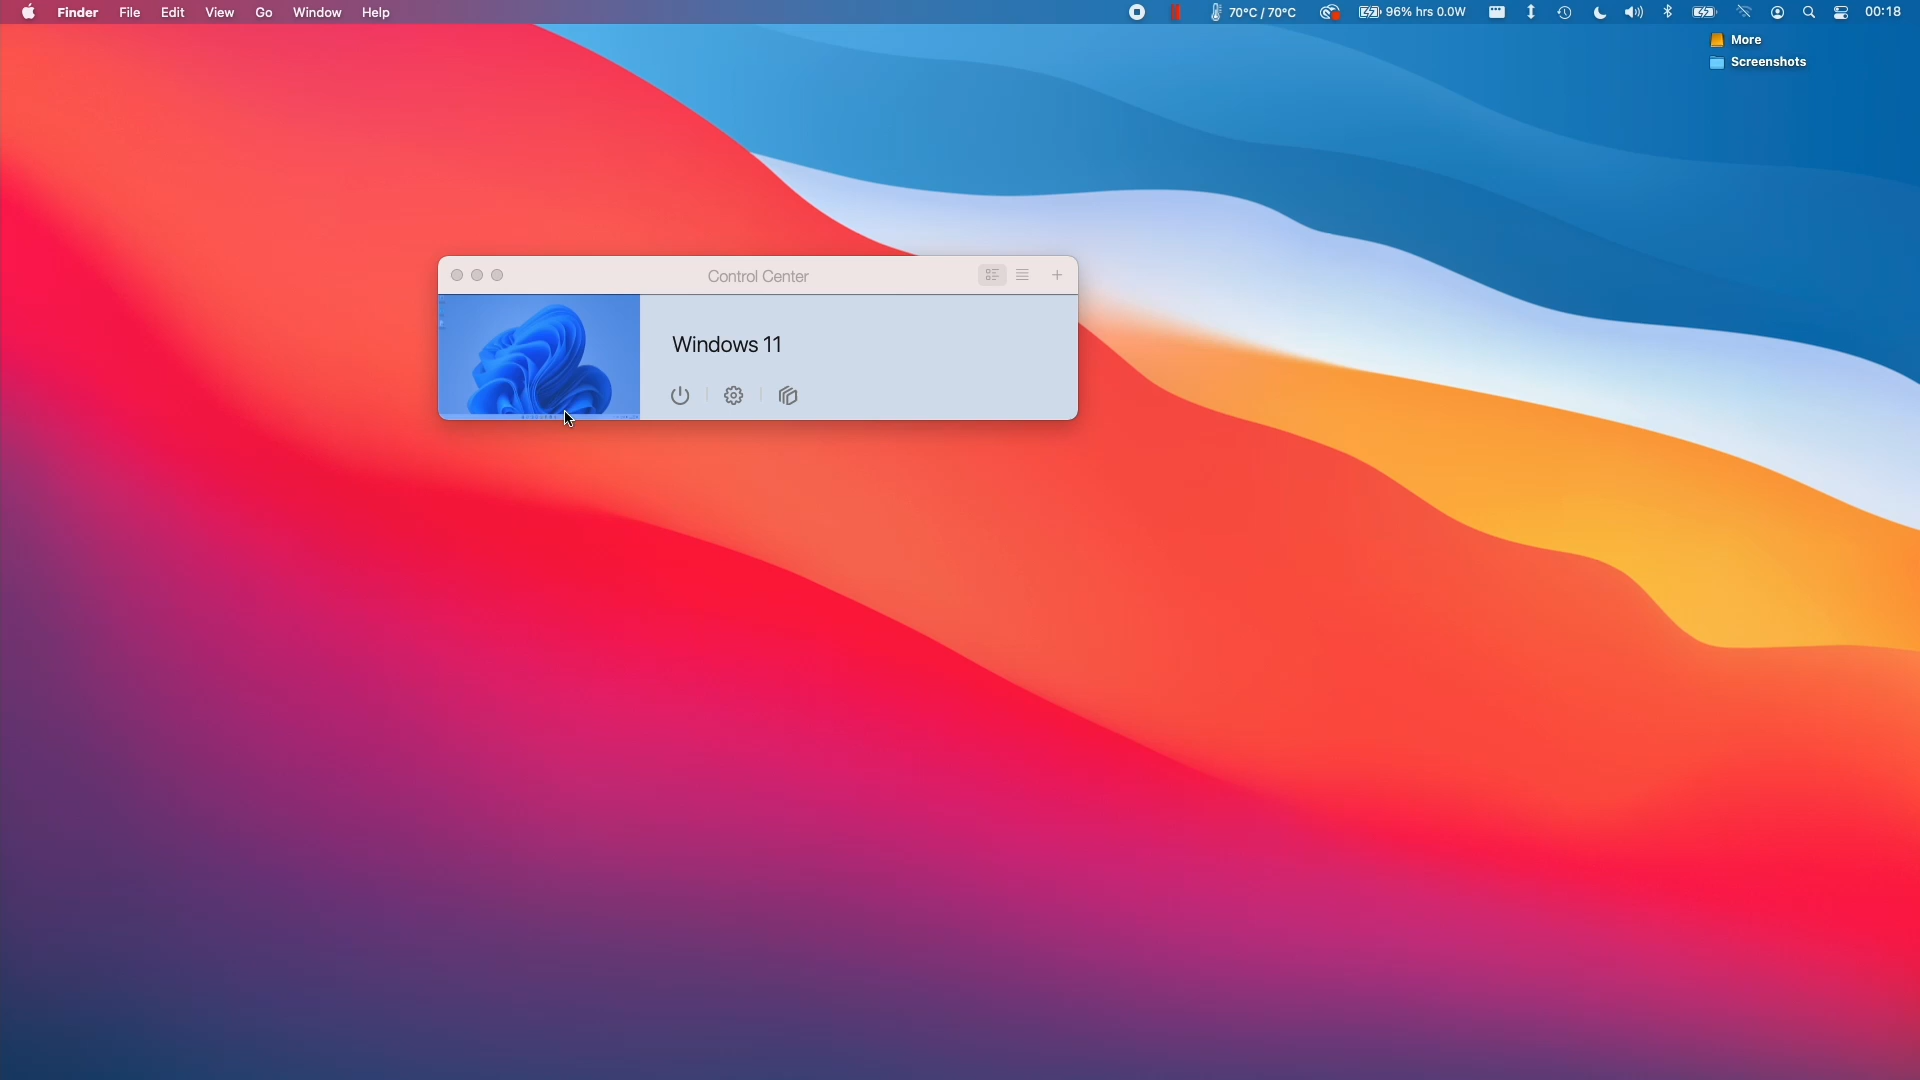 Finder File Edit View Go Window Help 70°C / 70°C 96% hrs 0.0W 00:18
More
Screenshots
Control Center
Windows 11